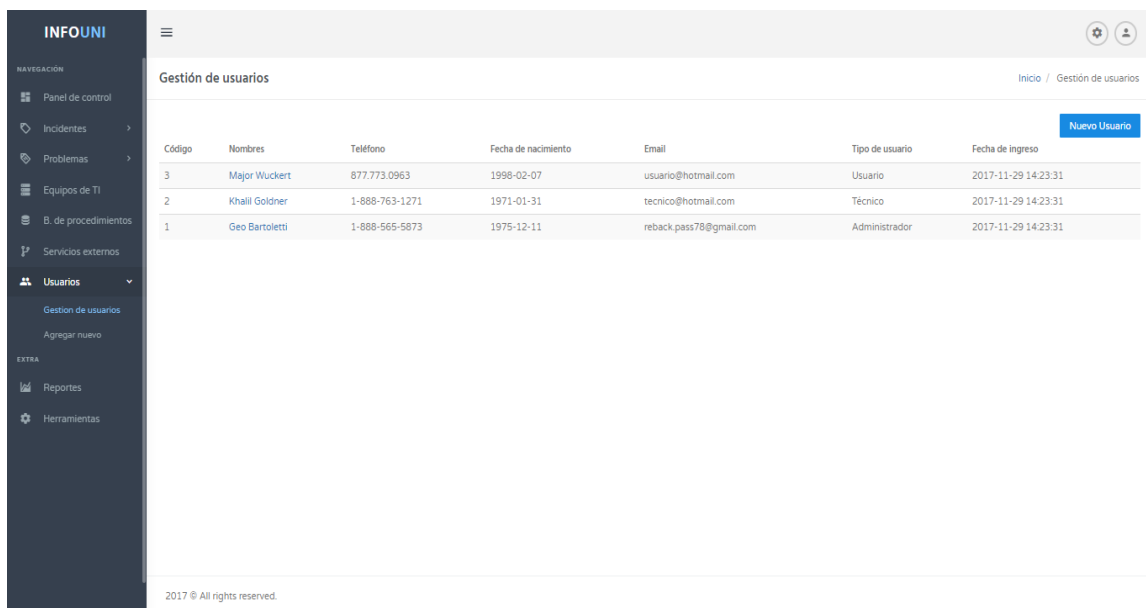 INFOUNI
NAVEGACIÓN
Panel de control
Incidentes
Problemas
Equipos de TI
B. de procedimientos
Servicios externos
Usuarios
Gestion de usuarios
Agregar nuevo
EXTRA
Reportes
Herramientas
Gestión de usuarios
Inicio / Gestión de usuarios
Nuevo Usuario
Código Nombres Teléfono Fecha de nacimiento Email Tipo de usuario Fecha de ingreso
3 Major Wuckert 877.773.0963 1998-02-07 usuario@hotmail.com Usuario 2017-11-29 14:23:31
2 Khalil Goldner 1-888-763-1271 1971-01-31 tecnico@hotmail.com Técnico 2017-11-29 14:23:31
1 Geo Bartoletti 1-888-565-5873 1975-12-11 reback.pass78@gmail.com Administrador 2017-11-29 14:23:31
2017 © All rights reserved.